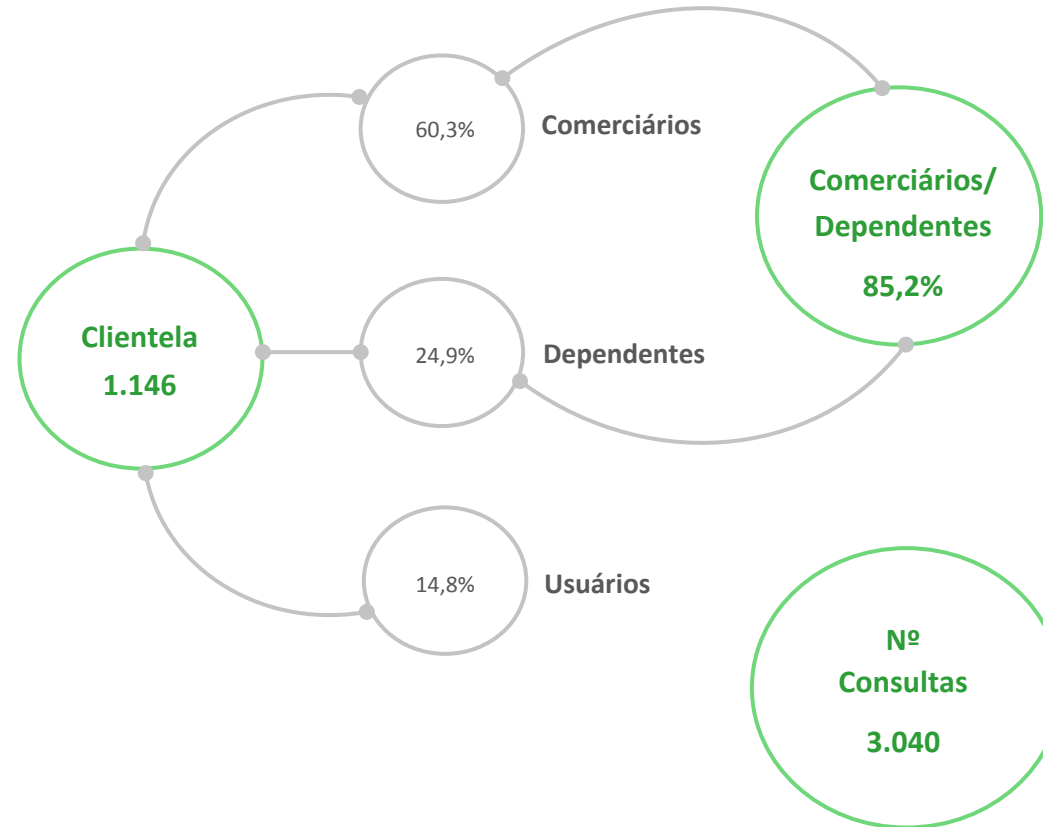 60,3%
Comerciários
Comerciários/
Dependentes
85,2%
Clientela
1.146
24,9%
Dependentes
14,8%
Usuários
Nº
Consultas
3.040